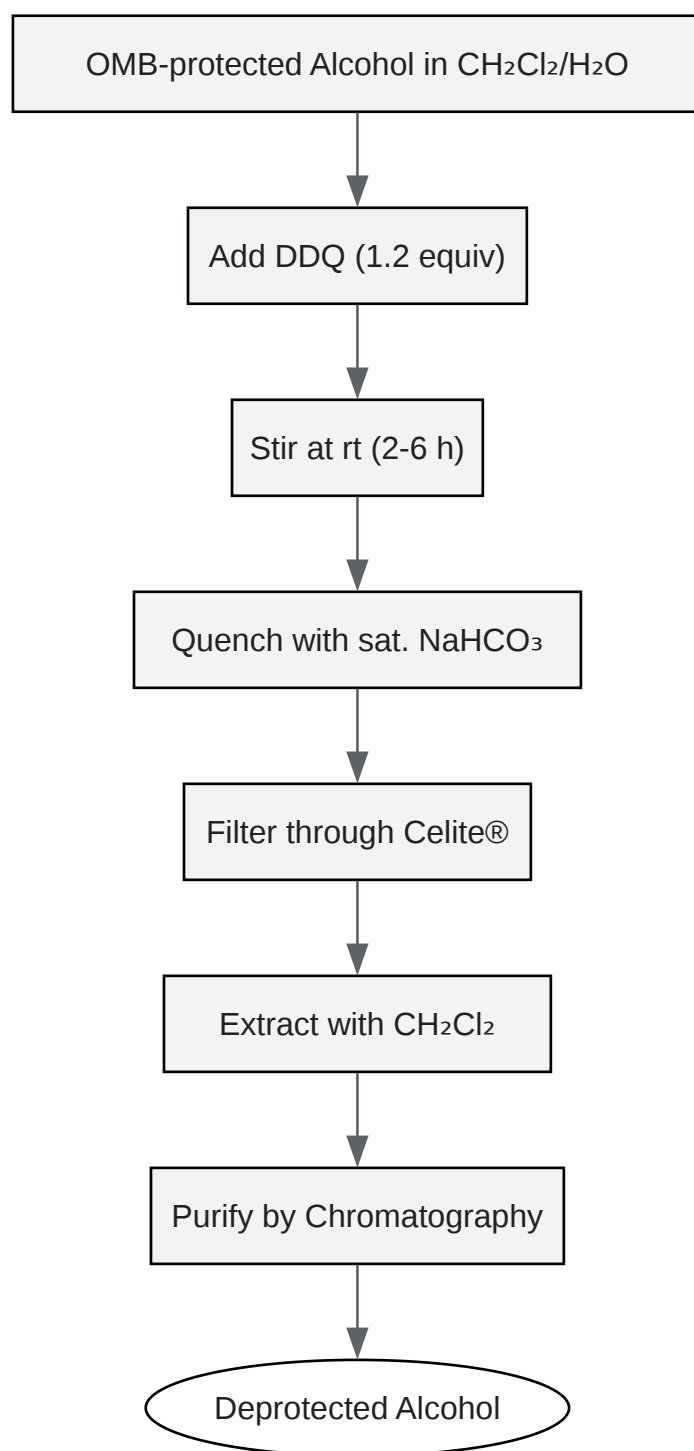 OMB-protected Alcohol in CH₂Cl₂/H₂O
Add DDQ (1.2 equiv)
Stir at rt (2-6 h)
Quench with sat. NaHCO₃
Filter through Celite®
Extract with CH₂Cl₂
Purify by Chromatography
Deprotected Alcohol